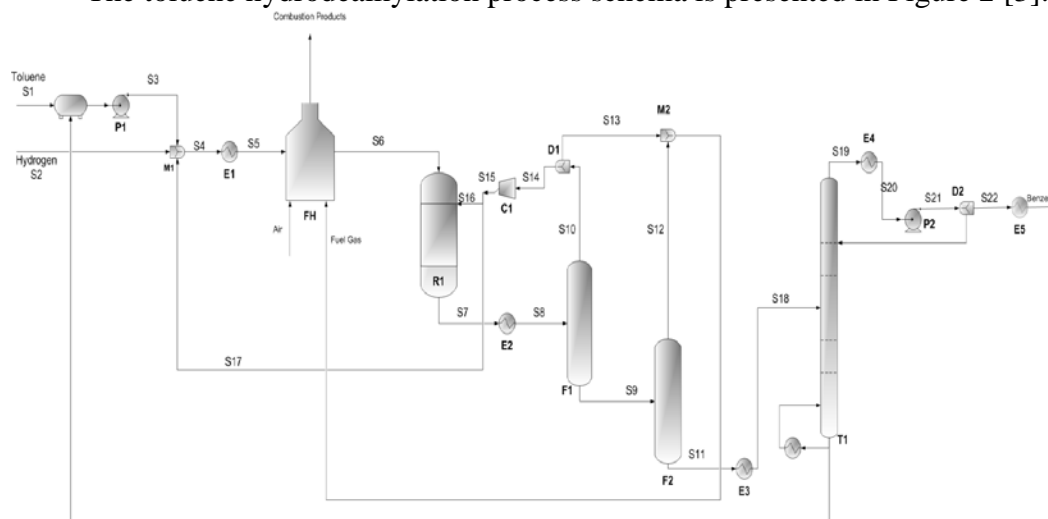 The toluene hydrodealkylation process schema is presented in Figure 2 [5].
Combustion Products
Toluene
S1
S3
P1
Hydrogen
S2
M1
S4
E1
S5
FH
Air
Fuel Gas
S6
R1
S16
S15
C1
S14
D1
S13
M2
S10
S12
S7
E2
S8
F1
S9
F2
S11
E3
S18
S17
S19
E4
S20
P2
S21
D2
S22
E5
Benze
T1